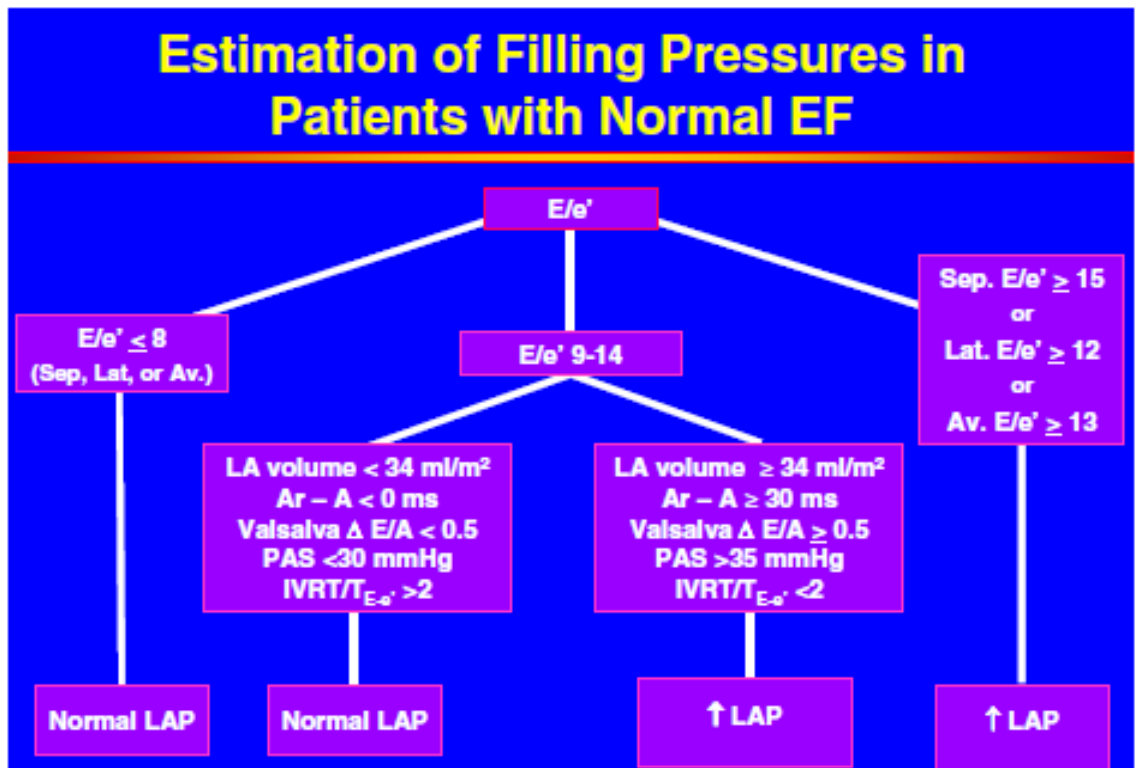 Estimation of Filling Pressures in
Patients with Normal EF
E/e'
E/e' ≤ 8
(Sep, Lat, or Av.)
E/e' 9-14
Sep. E/e' ≥ 15
or
Lat. E/e' ≥ 12
or
Av. E/e' ≥ 13
LA volume < 34 ml/m²
Ar – A < 0 ms
Valsalva Δ E/A < 0.5
PAS <30 mmHg
IVRT/T_E-e' >2
LA volume ≥ 34 ml/m²
Ar – A ≥ 30 ms
Valsalva Δ E/A ≥ 0.5
PAS >35 mmHg
IVRT/T_E-e' <2
Normal LAP
Normal LAP
↑ LAP
↑ LAP